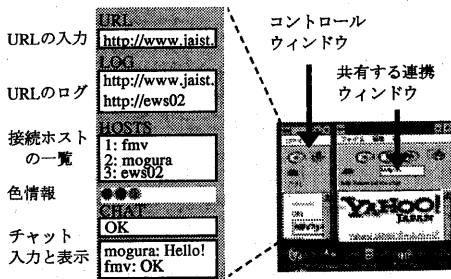 URL
URLの入力
http://www.jaist.
LOG
URLのログ
http://www.jaist.
http://ews02
HOSTS
接続ホスト
の一覧
1: fmv
2: mogura
3: ews02
色情報
CHAT
OK
チャット
入力と表示
mogura: Hello!
fmv: OK
コントロール
ウィンドウ
共有する連携
ウィンドウ
YAHOO!
JAPAN